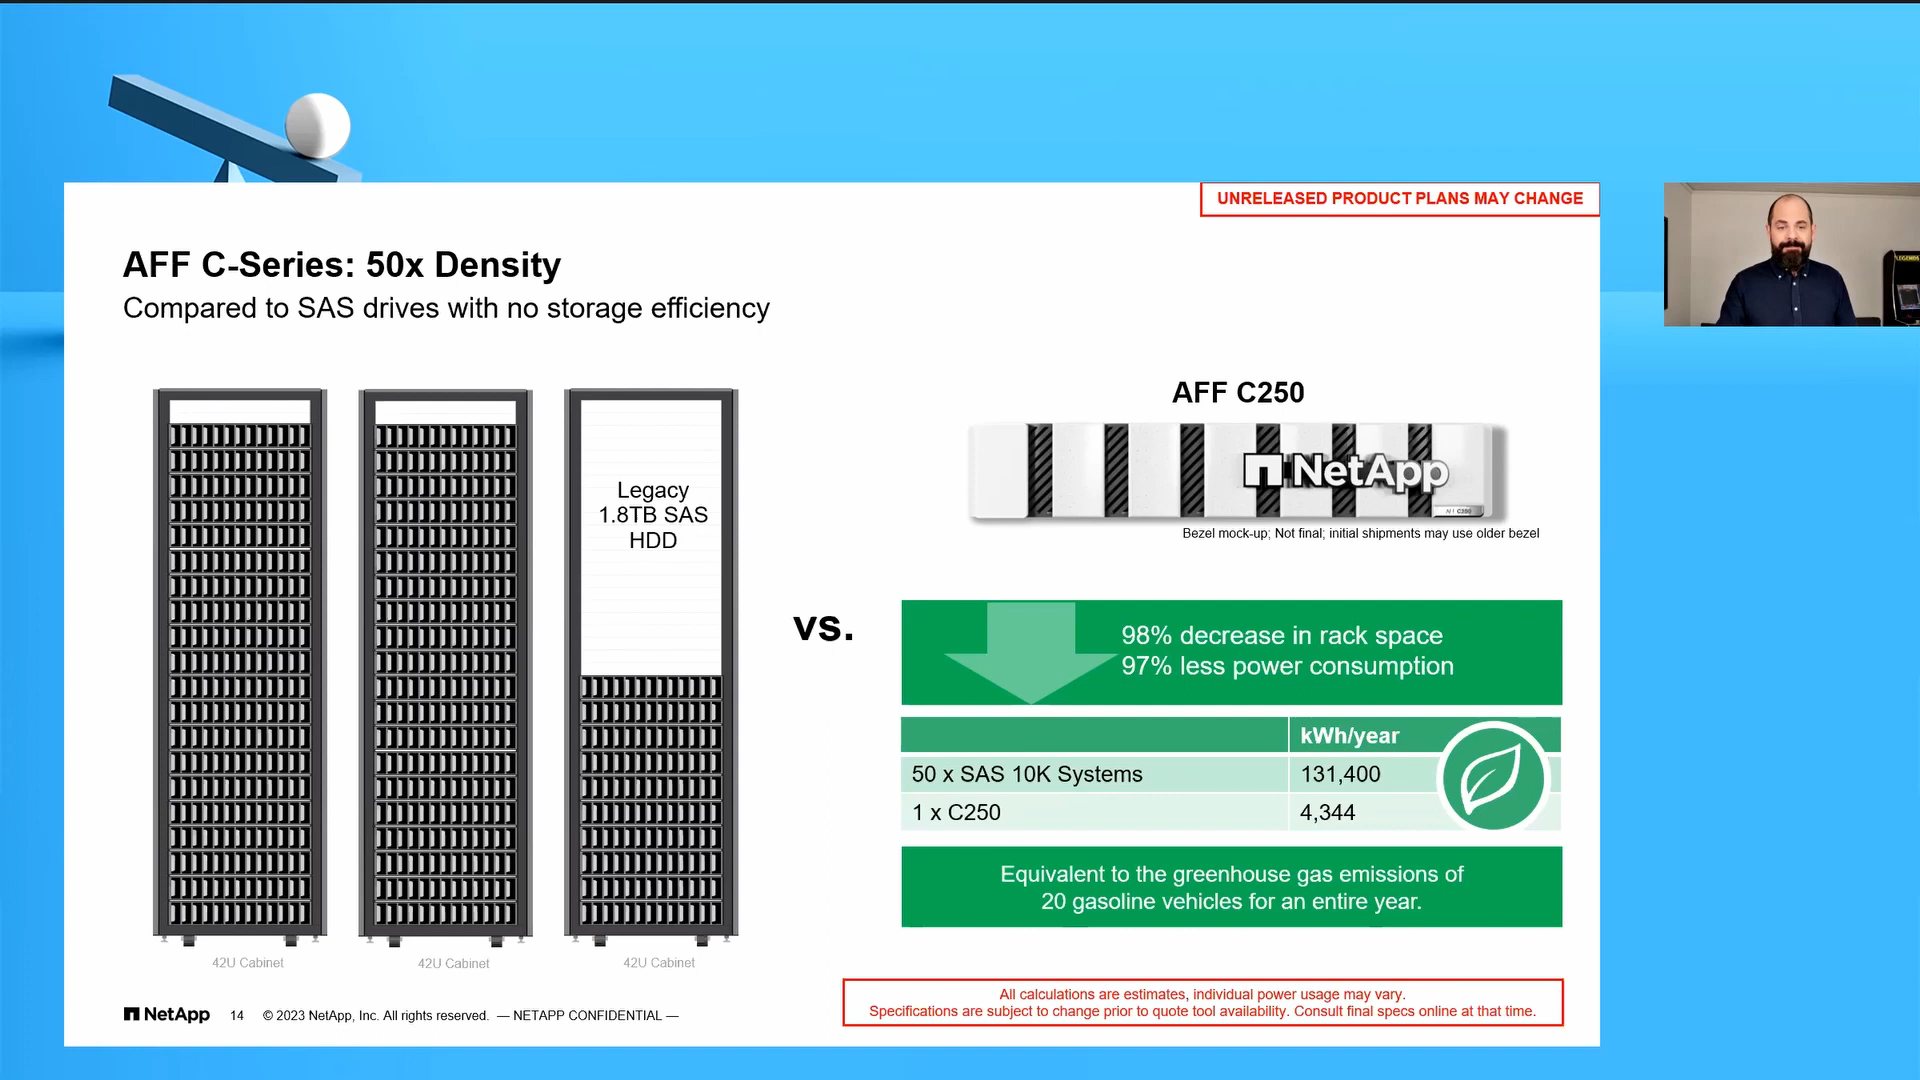 UNRELEASED PRODUCT PLANS MAY CHANGE
AFF C-Series: 50x Density
Compared to SAS drives with no storage efficiency
Legacy
1.8TB SAS
HDD
42U Cabinet
42U Cabinet
42U Cabinet
vs.
AFF C250
NetApp
AFF C250
Bezel mock-up; Not final; initial shipments may use older bezel
98% decrease in rack space
97% less power consumption
kWh/year
50 x SAS 10K Systems 131,400
1 x C250 4,344
Equivalent to the greenhouse gas emissions of
20 gasoline vehicles for an entire year.
All calculations are estimates, individual power usage may vary.
Specifications are subject to change prior to quote tool availability. Consult final specs online at that time.
NetApp 14 © 2023 NetApp, Inc. All rights reserved. — NETAPP CONFIDENTIAL —
LEGENDS